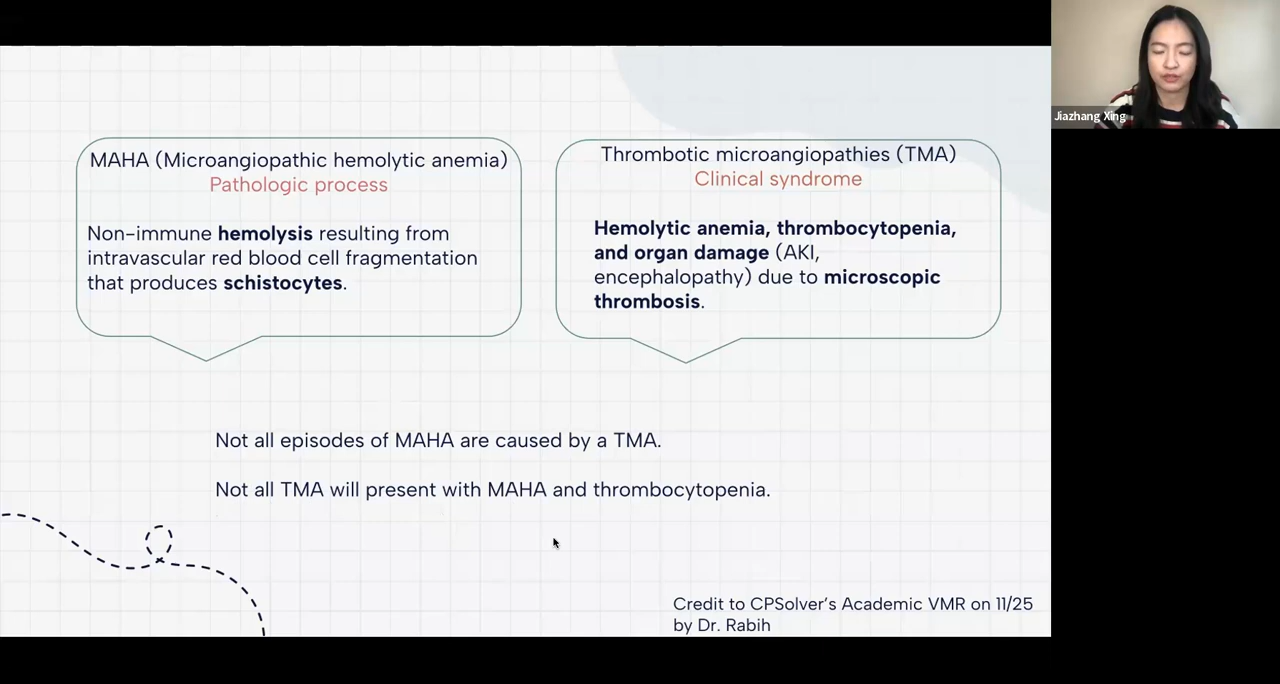 MAHA (Microangiopathic hemolytic anemia)
Pathologic process
Non-immune hemolysis resulting from
intravascular red blood cell fragmentation
that produces schistocytes.
Thrombotic microangiopathies (TMA)
Clinical syndrome
Hemolytic anemia, thrombocytopenia,
and organ damage (AKI,
encephalopathy) due to microscopic
thrombosis.
Not all episodes of MAHA are caused by a TMA.
Not all TMA will present with MAHA and thrombocytopenia.
Credit to CPSolver's Academic VMR on 11/25
by Dr. Rabih
Jiazhang Xing